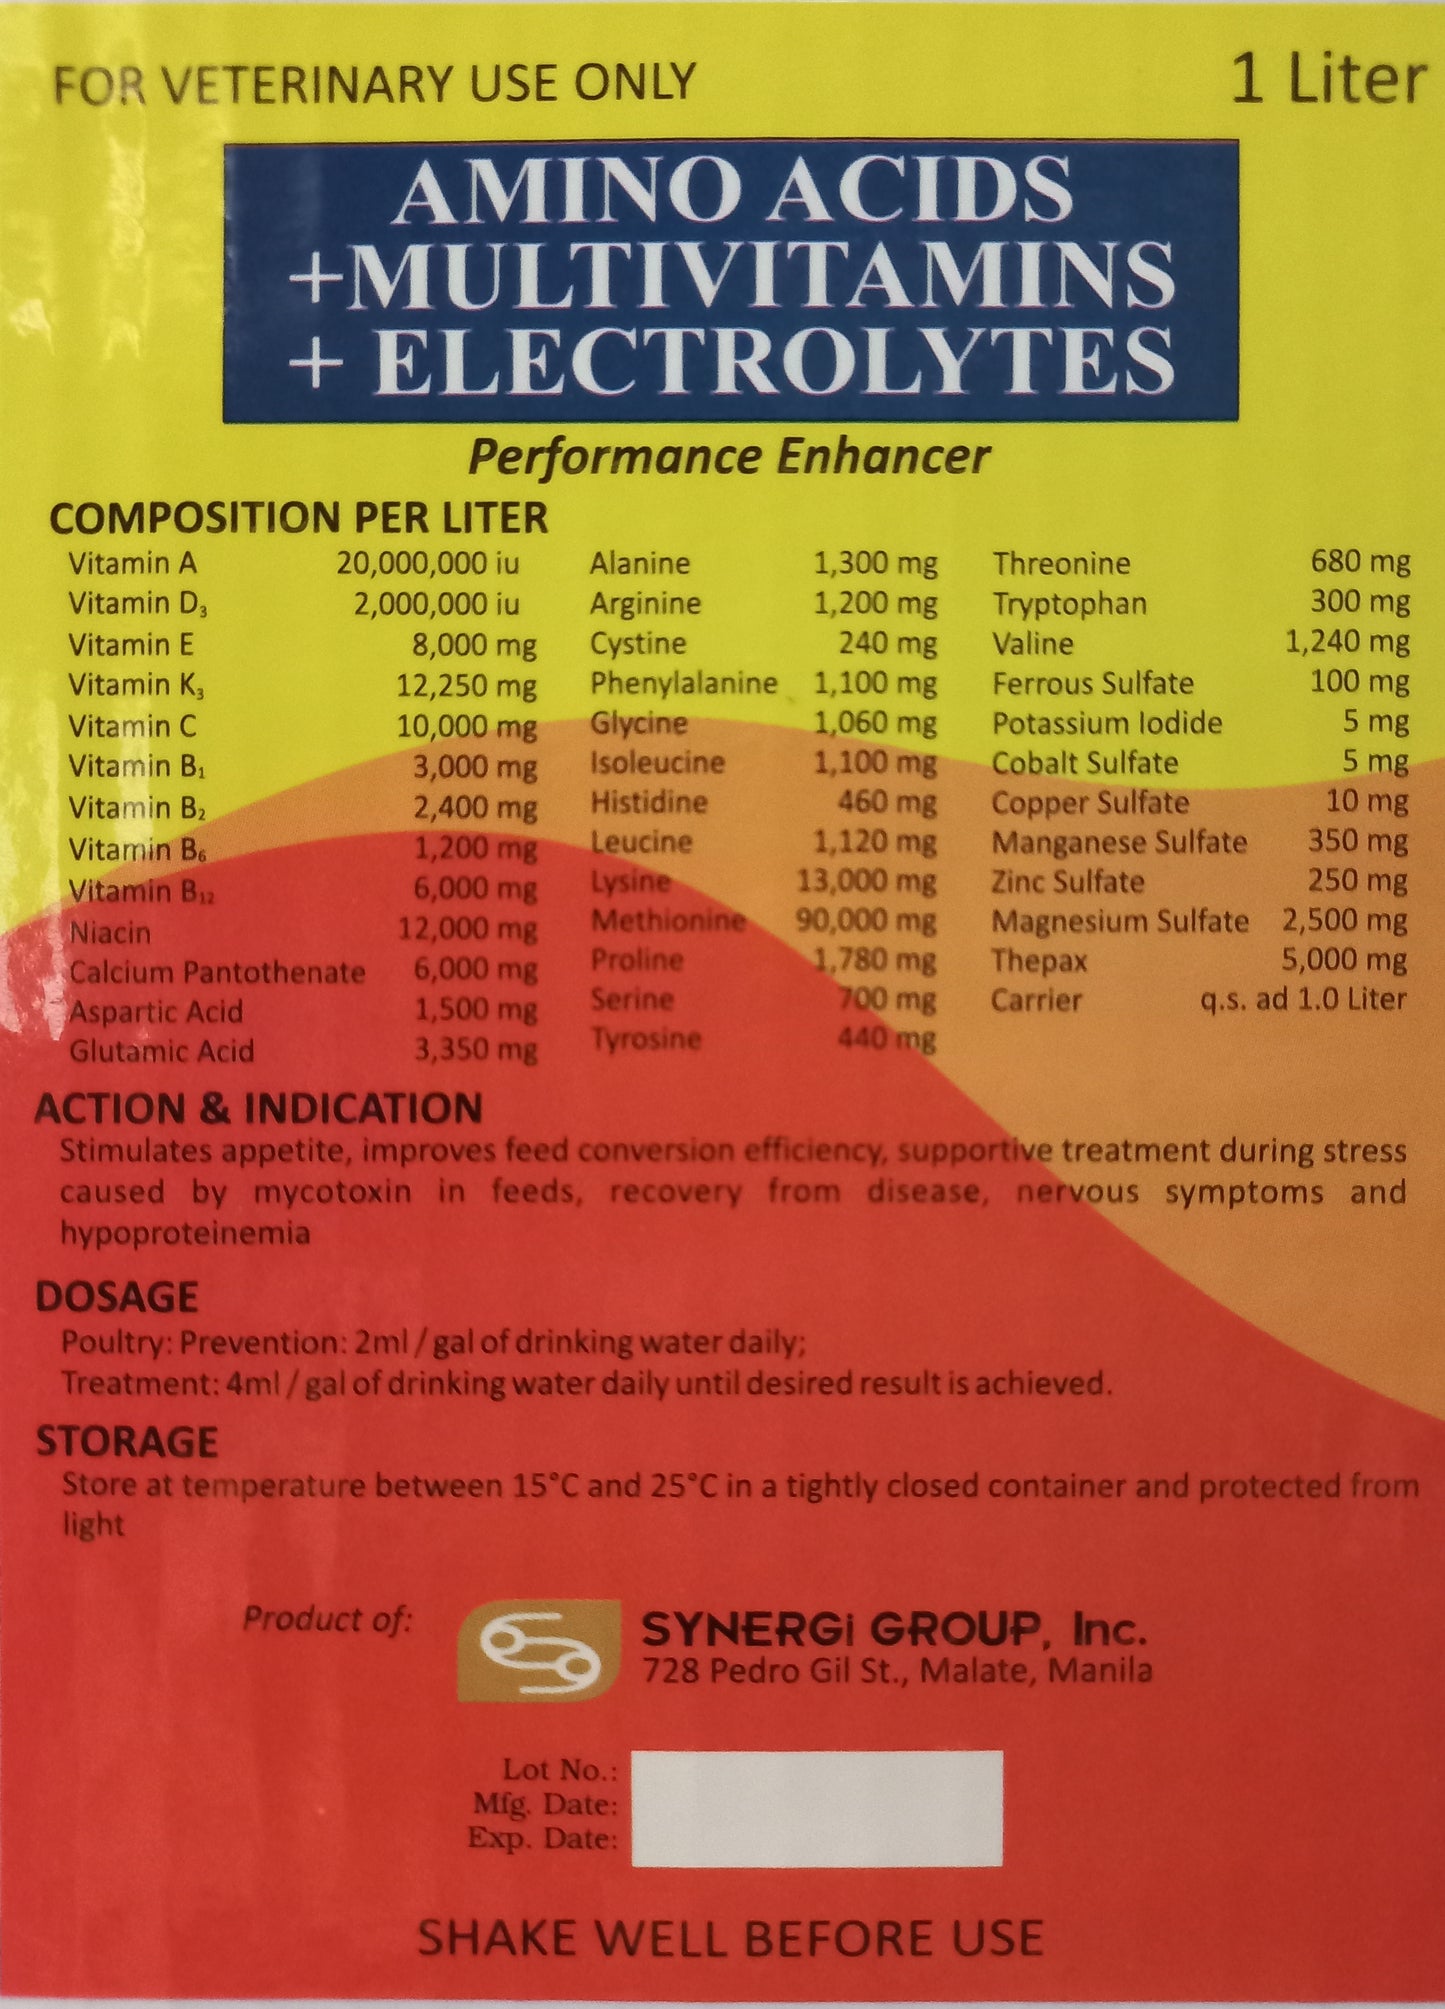 FOR VETERINARY USE ONLY
1 Liter
AMINO ACIDS
+MULTIVITAMINS
+ ELECTROLYTES
Performance Enhancer
COMPOSITION PER LITER
Vitamin A 20,000,000 iu
Vitamin D₃ 2,000,000 iu
Vitamin E 8,000 mg
Vitamin K₃ 12,250 mg
Vitamin C 10,000 mg
Vitamin B₁ 3,000 mg
Vitamin B₂ 2,400 mg
Vitamin B₆ 1,200 mg
Vitamin B₁₂ 6,000 mg
Niacin 12,000 mg
Calcium Pantothenate 6,000 mg
Aspartic Acid 1,500 mg
Glutamic Acid 3,350 mg
Alanine 1,300 mg
Arginine 1,200 mg
Cystine 240 mg
Phenylalanine 1,100 mg
Glycine 1,060 mg
Isoleucine 1,100 mg
Histidine 460 mg
Leucine 1,120 mg
Lysine 13,000 mg
Methionine 90,000 mg
Proline 1,780 mg
Serine 700 mg
Tyrosine 440 mg
Threonine 680 mg
Tryptophan 300 mg
Valine 1,240 mg
Ferrous Sulfate 100 mg
Potassium Iodide 5 mg
Cobalt Sulfate 5 mg
Copper Sulfate 10 mg
Manganese Sulfate 350 mg
Zinc Sulfate 250 mg
Magnesium Sulfate 2,500 mg
Thepax 5,000 mg
Carrier q.s. ad 1.0 Liter
ACTION & INDICATION
Stimulates appetite, improves feed conversion efficiency, supportive treatment during stress
caused by mycotoxin in feeds, recovery from disease, nervous symptoms and
hypoproteinemia
DOSAGE
Poultry: Prevention: 2ml / gal of drinking water daily;
Treatment: 4ml / gal of drinking water daily until desired result is achieved.
STORAGE
Store at temperature between 15°C and 25°C in a tightly closed container and protected from
light
Product of:
SYNERGi GROUP, Inc.
728 Pedro Gil St., Malate, Manila
Lot No.:
Mfg. Date:
Exp. Date:
SHAKE WELL BEFORE USE